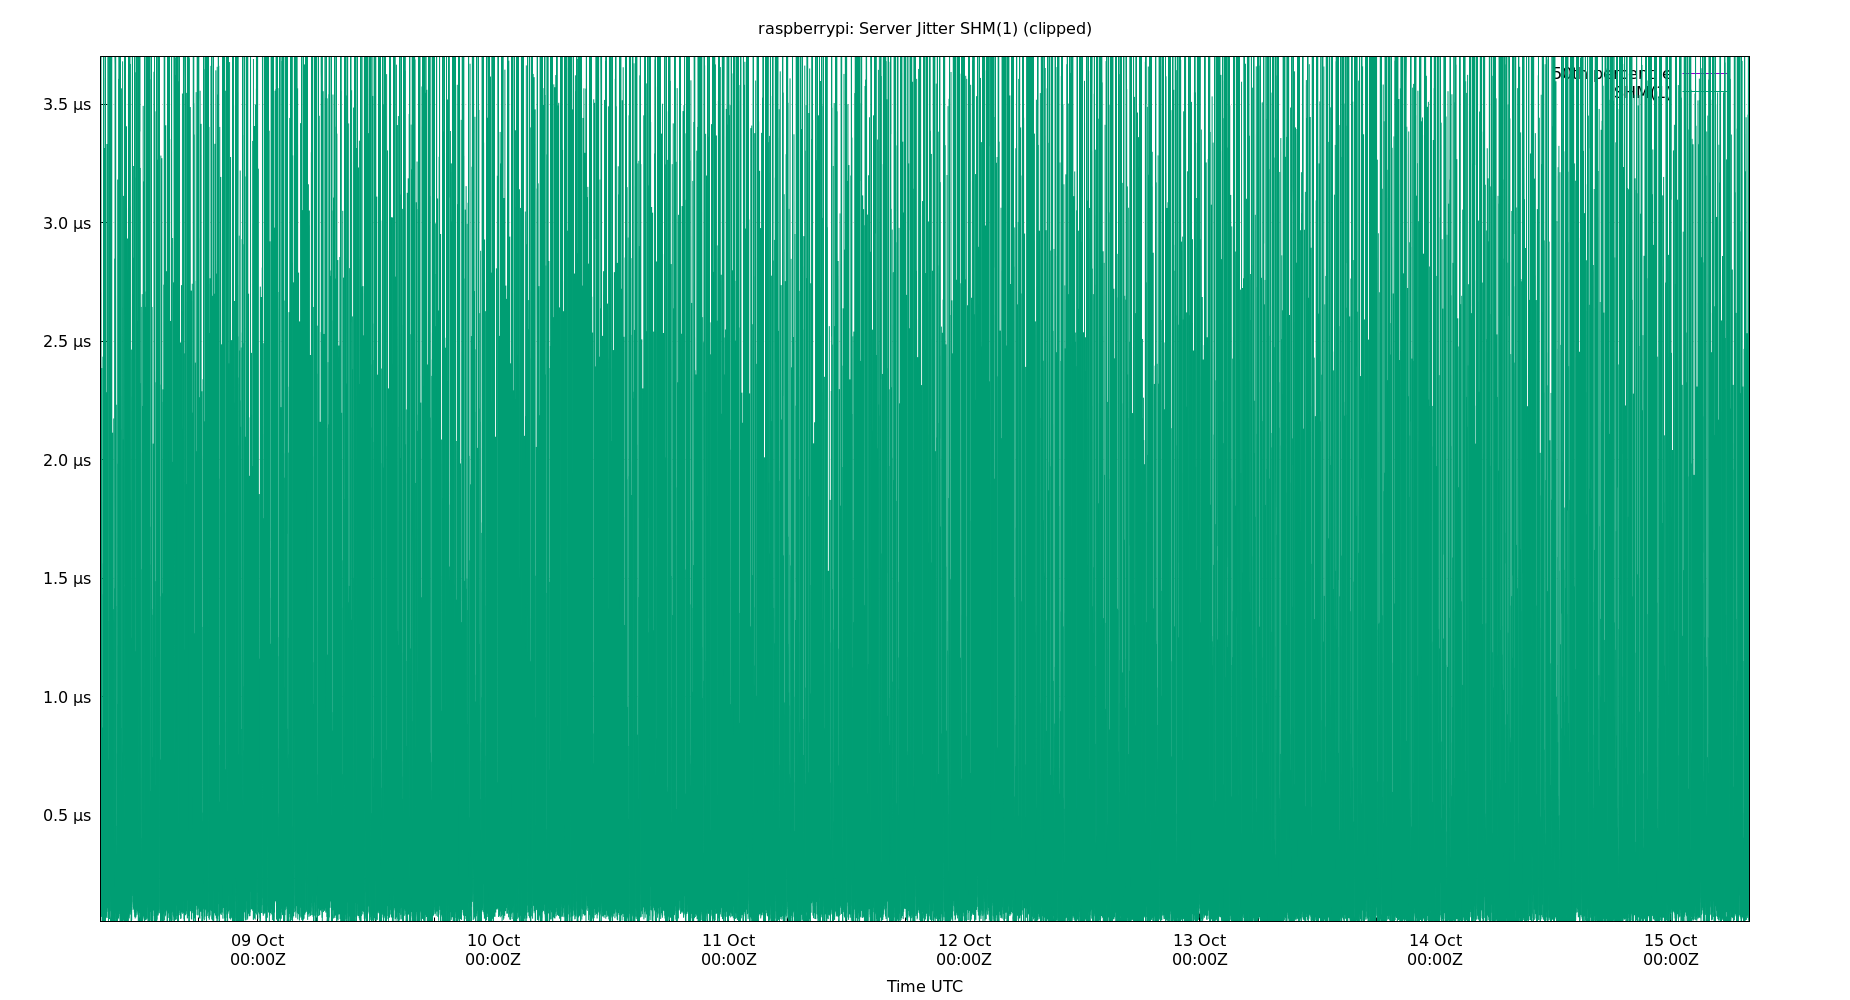 raspberrypi: Server Jitter SHM(1) (clipped)
50th percentile
SHM(1)
3.5 µs
3.0 µs
2.5 µs
2.0 µs
1.5 µs
1.0 µs
0.5 µs
09 Oct 10 Oct 11 Oct 12 Oct 13 Oct 14 Oct 15 Oct
00:00Z 00:00Z 00:00Z 00:00Z 00:00Z 00:00Z 00:00Z
Time UTC